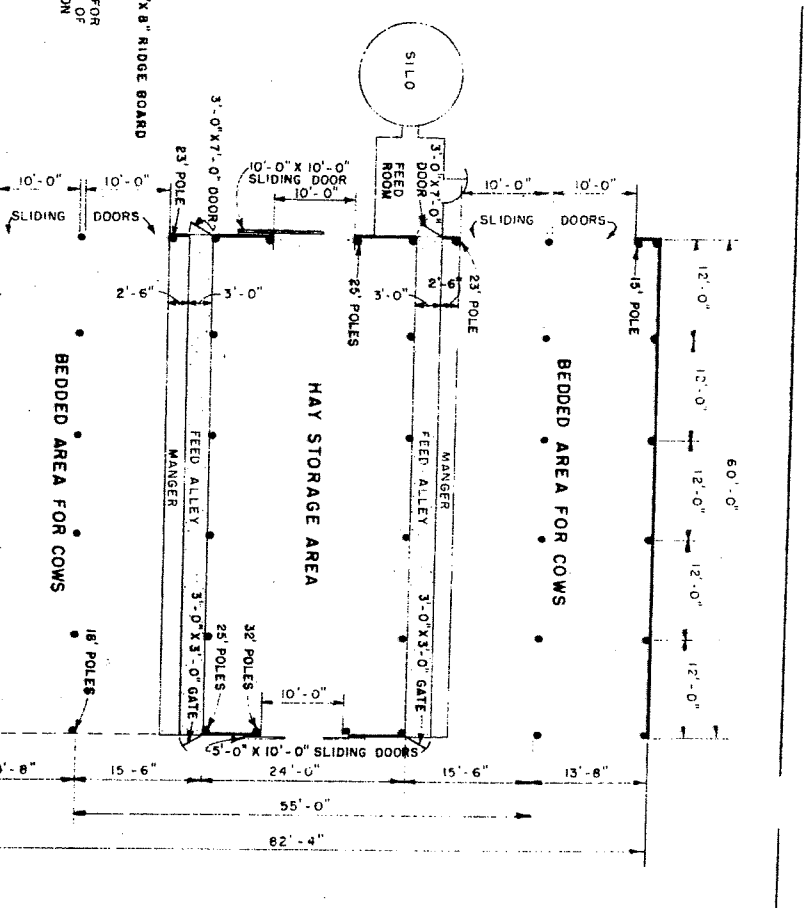 FOR
OF
ON
'X 8" RIDGE BOARD
SILO
3'-0" X 7'-0" DOOR
23' POLE
10'-0" X 10'-0"
SLIDING DOOR
10'-0"
FEED
ROOM
3'-0" X 7'-0"
DOOR
10'-0"
10'-0"
SLIDING DOORS
10'-0"
10'-0"
SLIDING DOORS
2'-6"
3'-0"
25' POLES
3'-0"
2'-6"
23' POLE
15' POLE
12'-0"
12'-0"
12'-0"
12'-0"
12'-0"
60'-0"
BEDDED AREA FOR COWS
MANGER
FEED ALLEY
HAY STORAGE AREA
FEED ALLEY
MANGER
BEDDED AREA FOR COWS
18' POLES
3'-0" X 3'-0" GATE
25' POLES
32' POLES
10'-0"
3'-0" X 3'-0" GATE
5'-0" X 10'-0" SLIDING DOORS
'-8"
15'-6"
24'-0"
15'-6"
13'-8"
55'-0"
82'-4"